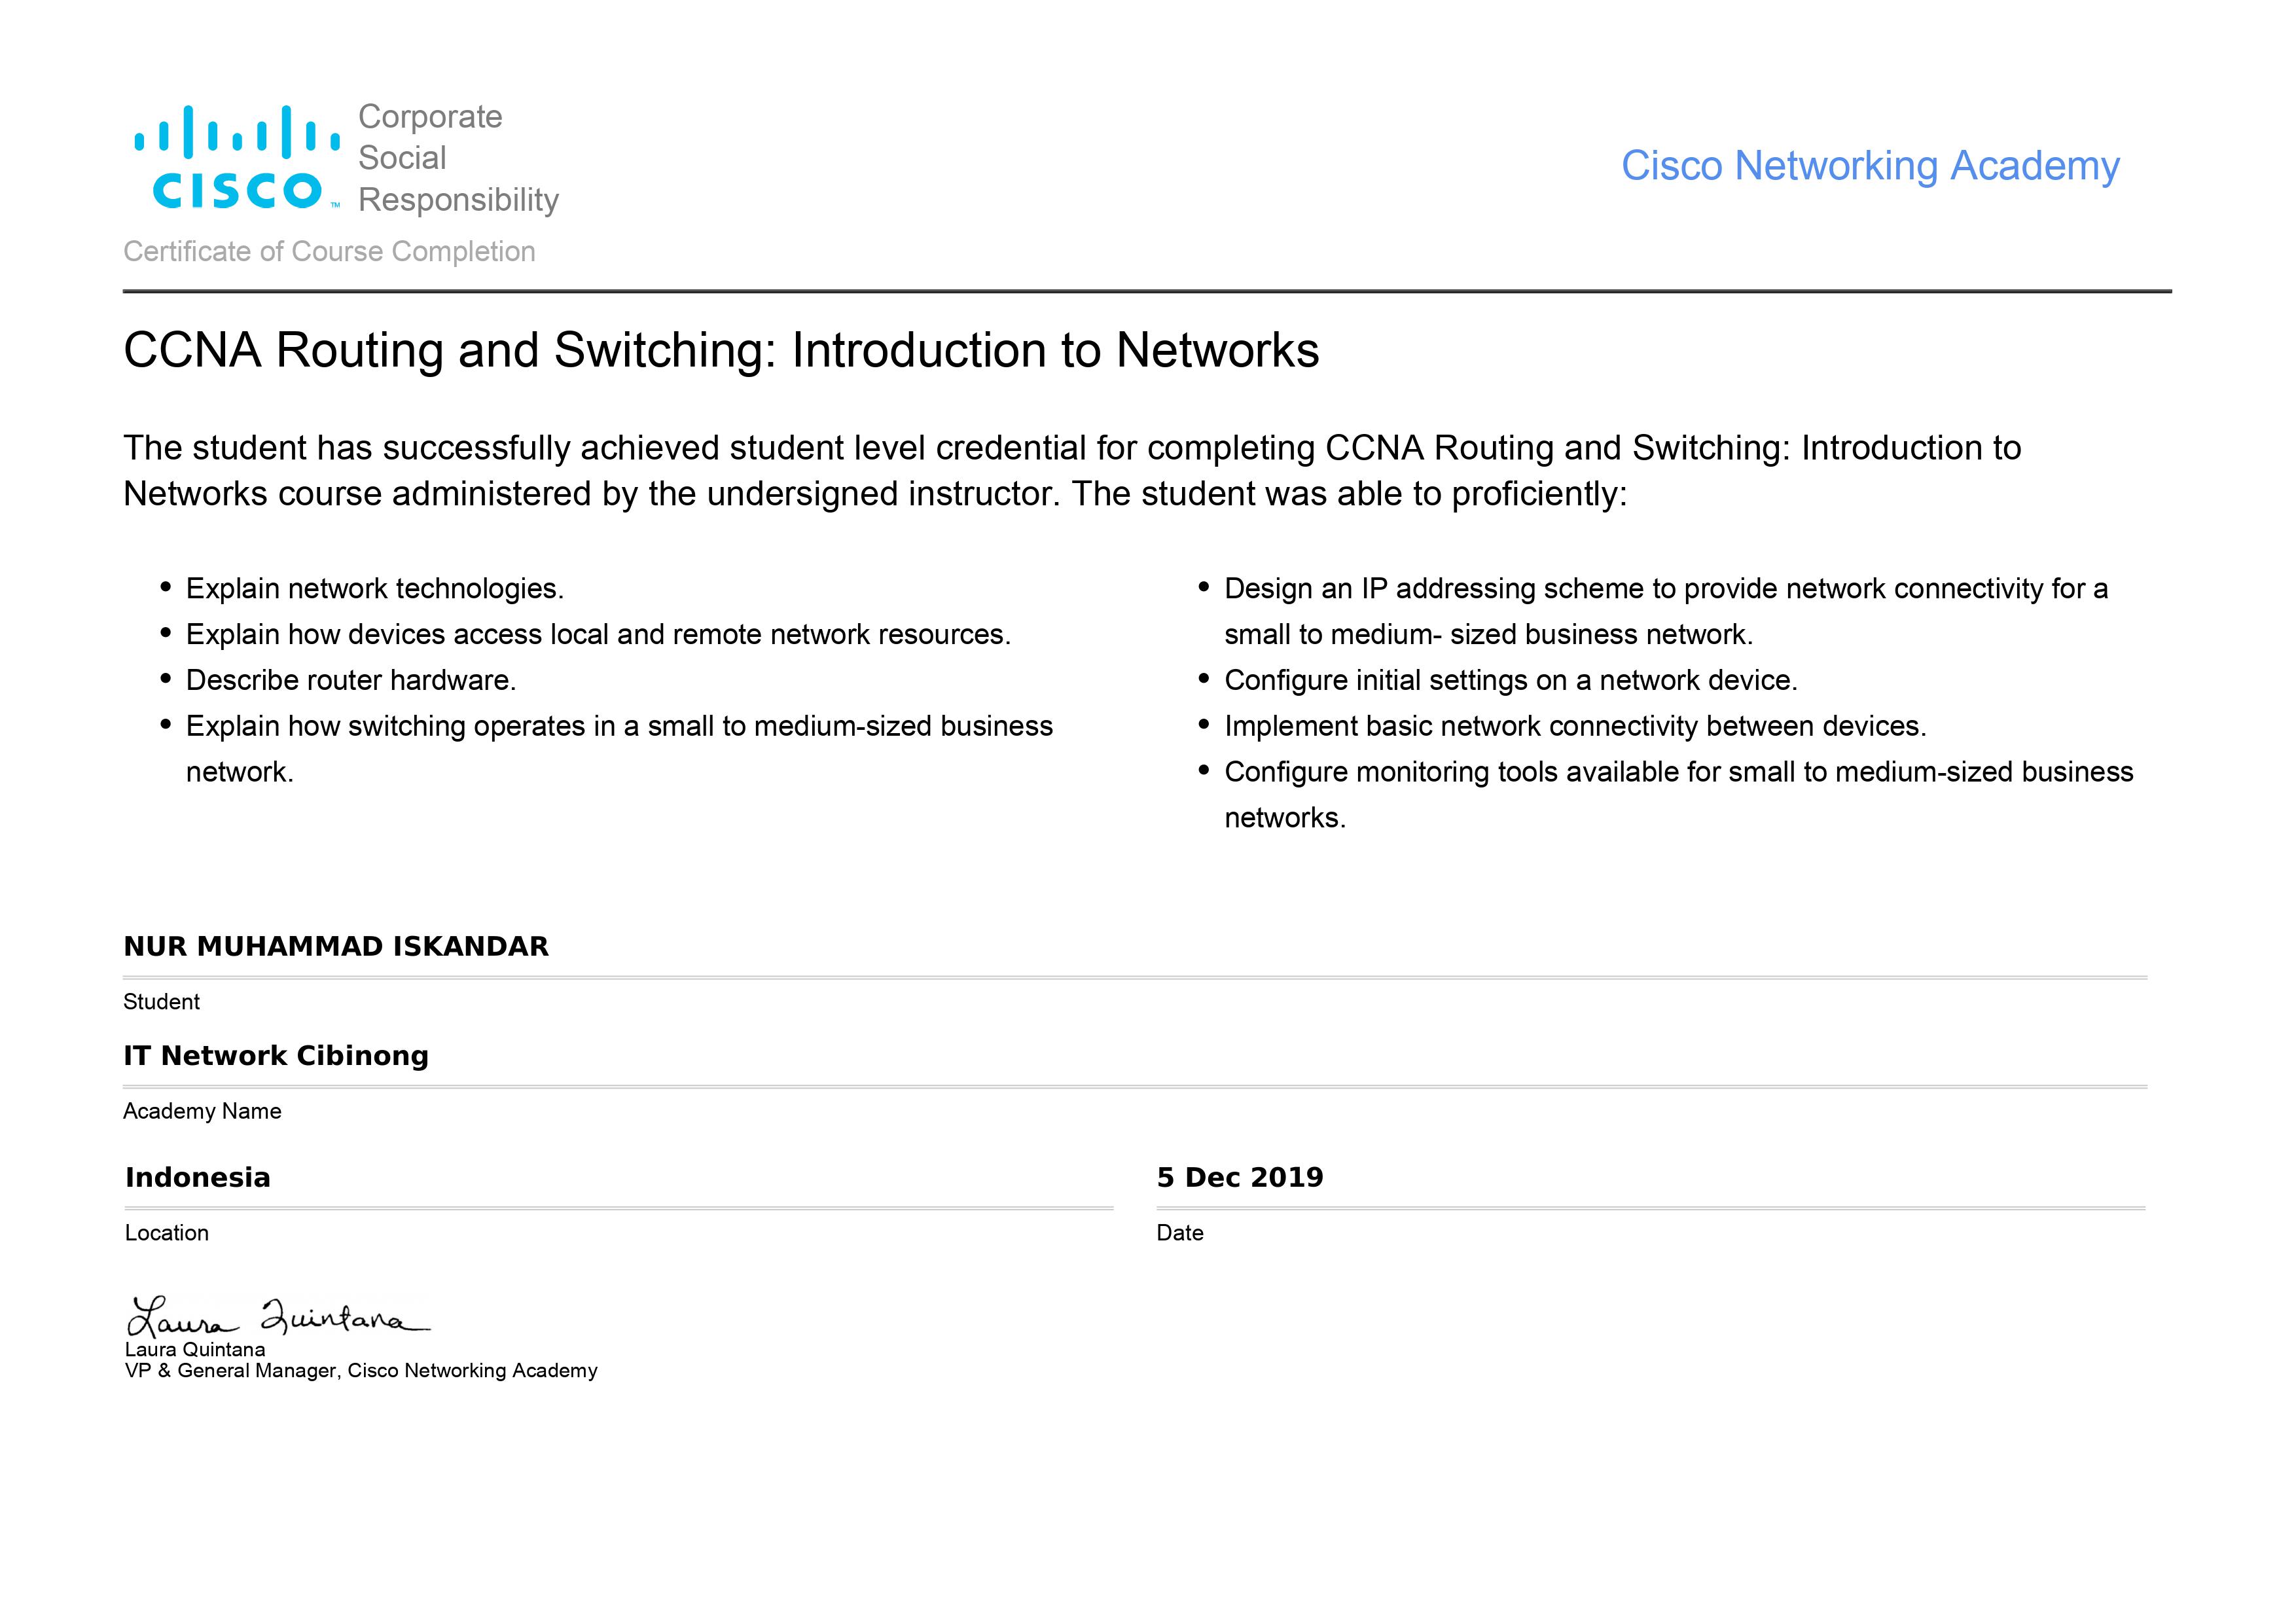 Corporate
Social
Responsibility
CISCO™
Cisco Networking Academy
Certificate of Course Completion
CCNA Routing and Switching: Introduction to Networks
The student has successfully achieved student level credential for completing CCNA Routing and Switching: Introduction to
Networks course administered by the undersigned instructor. The student was able to proficiently:
• Explain network technologies.
• Explain how devices access local and remote network resources.
• Describe router hardware.
• Explain how switching operates in a small to medium-sized business
network.
• Design an IP addressing scheme to provide network connectivity for a
small to medium- sized business network.
• Configure initial settings on a network device.
• Implement basic network connectivity between devices.
• Configure monitoring tools available for small to medium-sized business
networks.
NUR MUHAMMAD ISKANDAR
Student
IT Network Cibinong
Academy Name
Indonesia
Location
5 Dec 2019
Date
Laura Quintana
Laura Quintana
VP & General Manager, Cisco Networking Academy